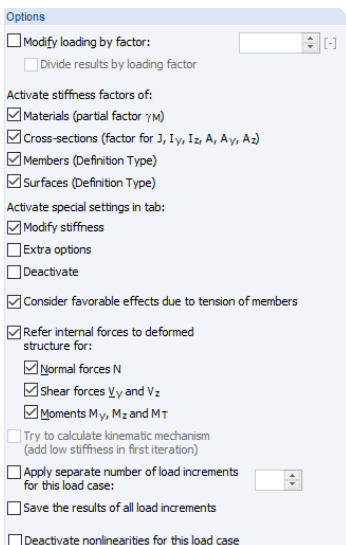 Options
Modify loading by factor: [-]
Divide results by loading factor
Activate stiffness factors of:
Materials (partial factor γM)
Cross-sections (factor for J, Iy, Iz, A, Ay, Az)
Members (Definition Type)
Surfaces (Definition Type)
Activate special settings in tab:
Modify stiffness
Extra options
Deactivate
Consider favorable effects due to tension of members
Refer internal forces to deformed
structure for:
Normal forces N
Shear forces Vy and Vz
Moments My, Mz and MT
Try to calculate kinematic mechanism
(add low stiffness in first iteration)
Apply separate number of load increments
for this load case:
Save the results of all load increments
Deactivate nonlinearities for this load case